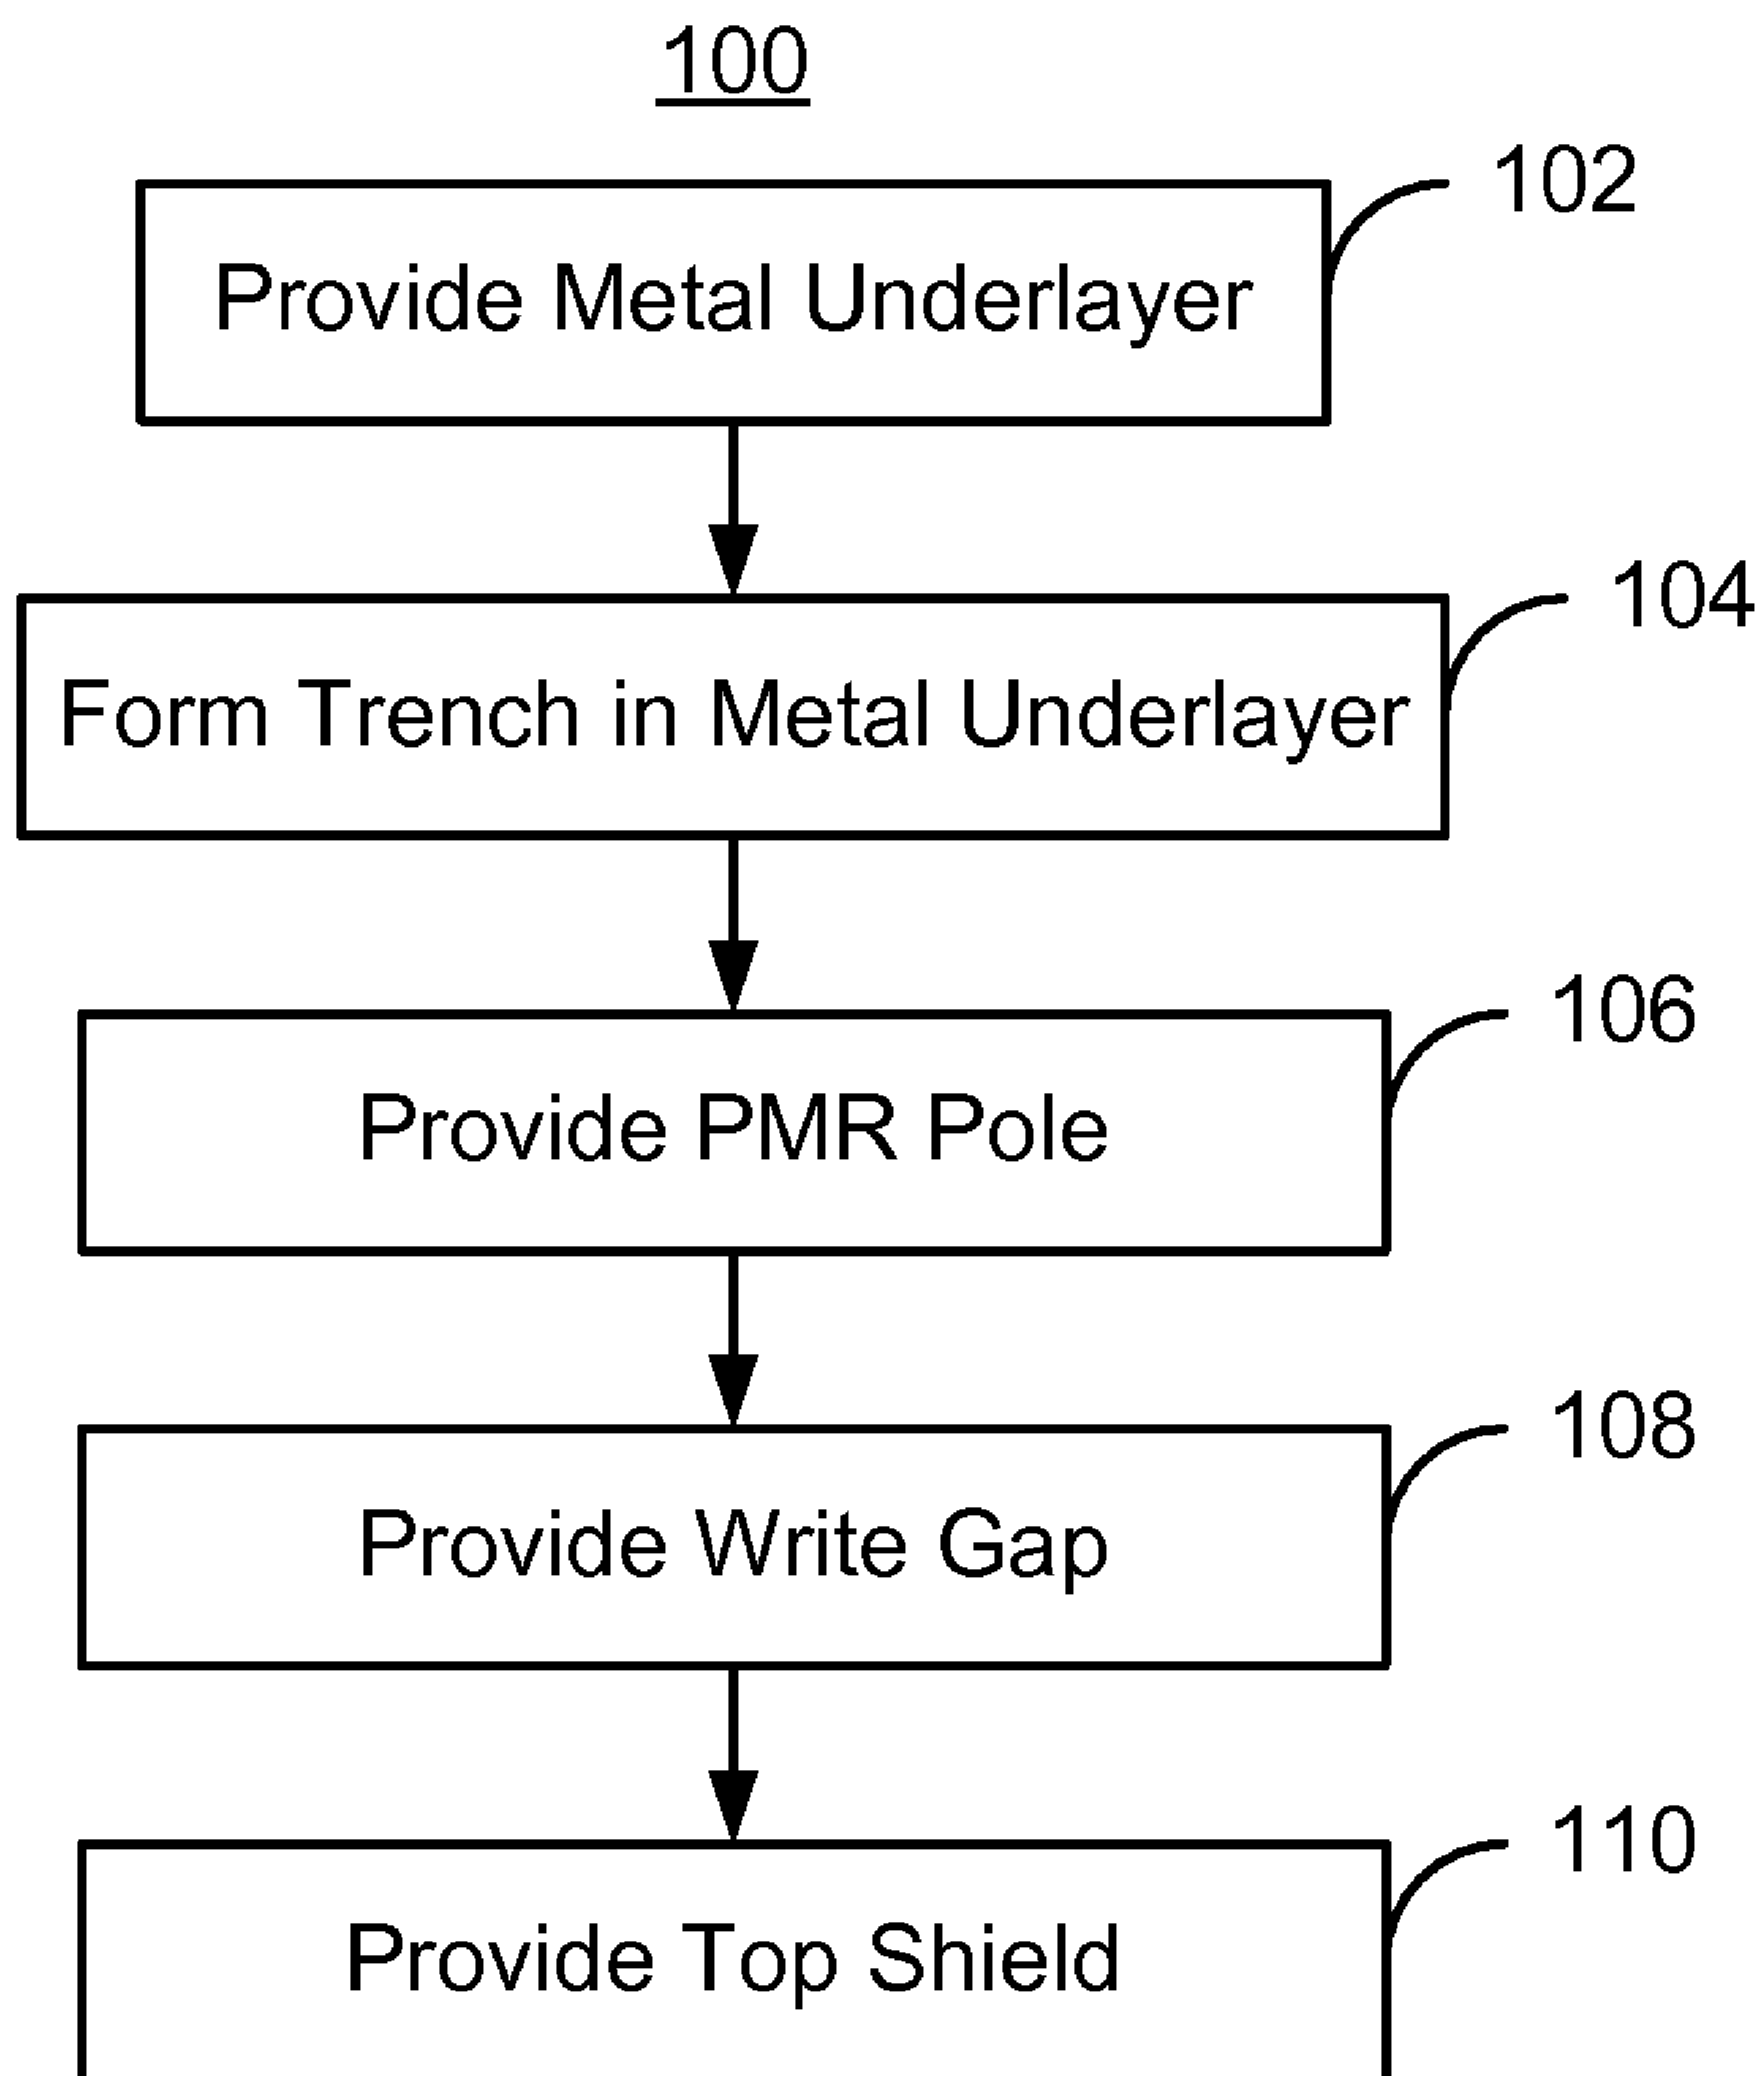 100
102
Provide Metal Underlayer
104
Form Trench in Metal Underlayer
106
Provide PMR Pole
108
Provide Write Gap
110
Provide Top Shield